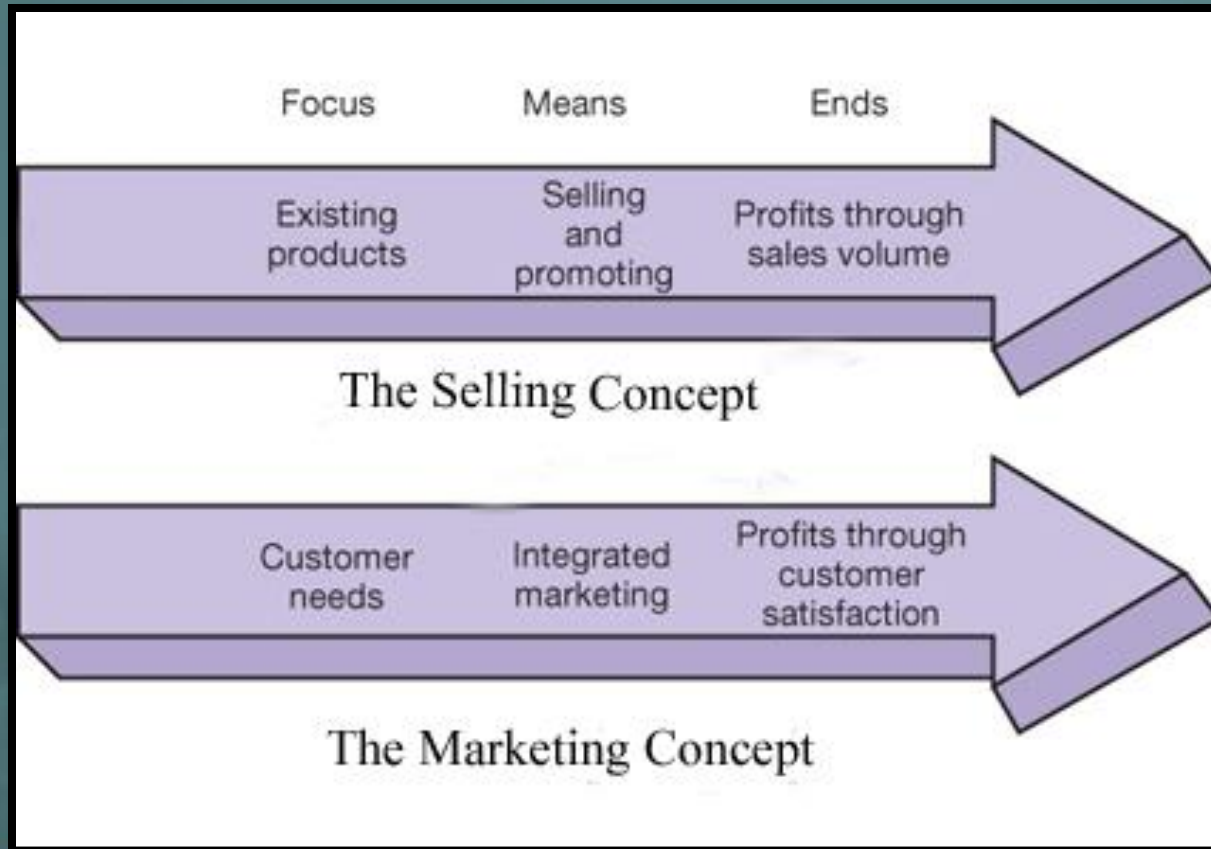 Focus Means Ends
Existing products
Selling and promoting
Profits through sales volume
The Selling Concept
Customer needs
Integrated marketing
Profits through customer satisfaction
The Marketing Concept